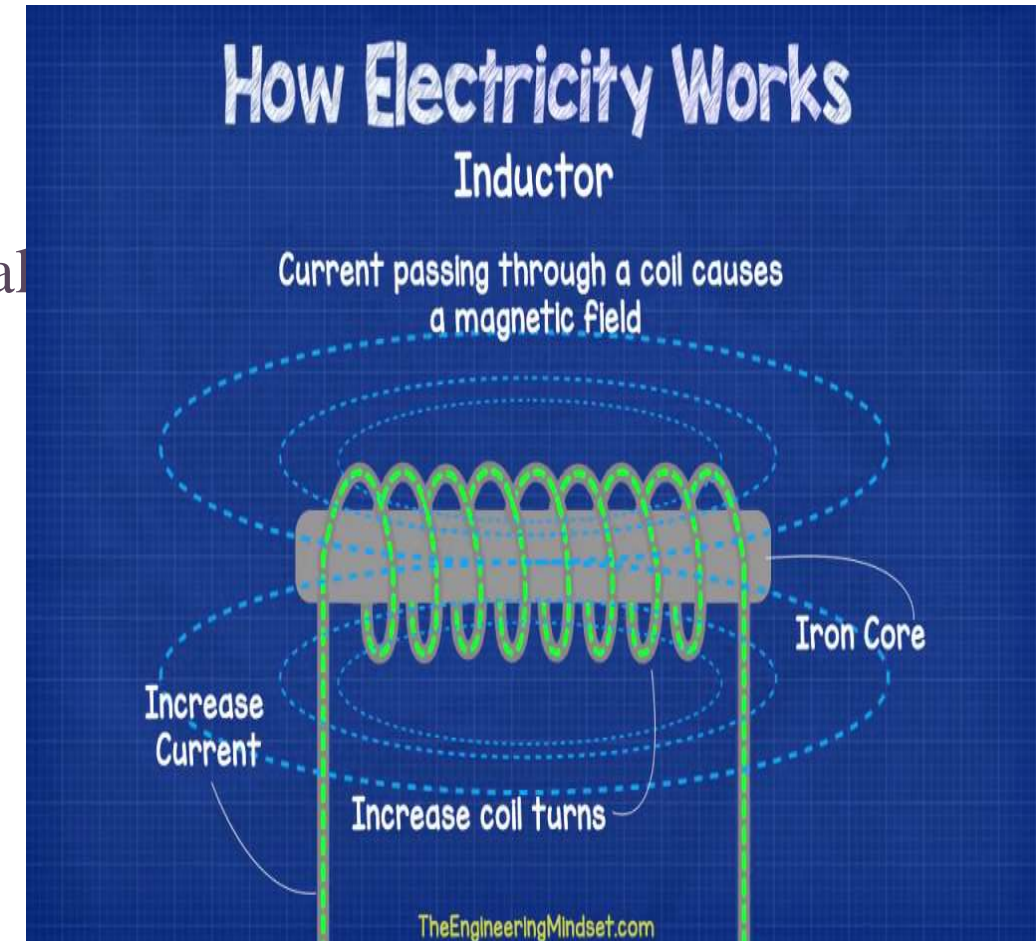 How Electricity Works
Inductor
al
Current passing through a coil causes
a magnetic field
Iron Core
Increase
Current
Increase coil turns
TheEngineeringMindset.com